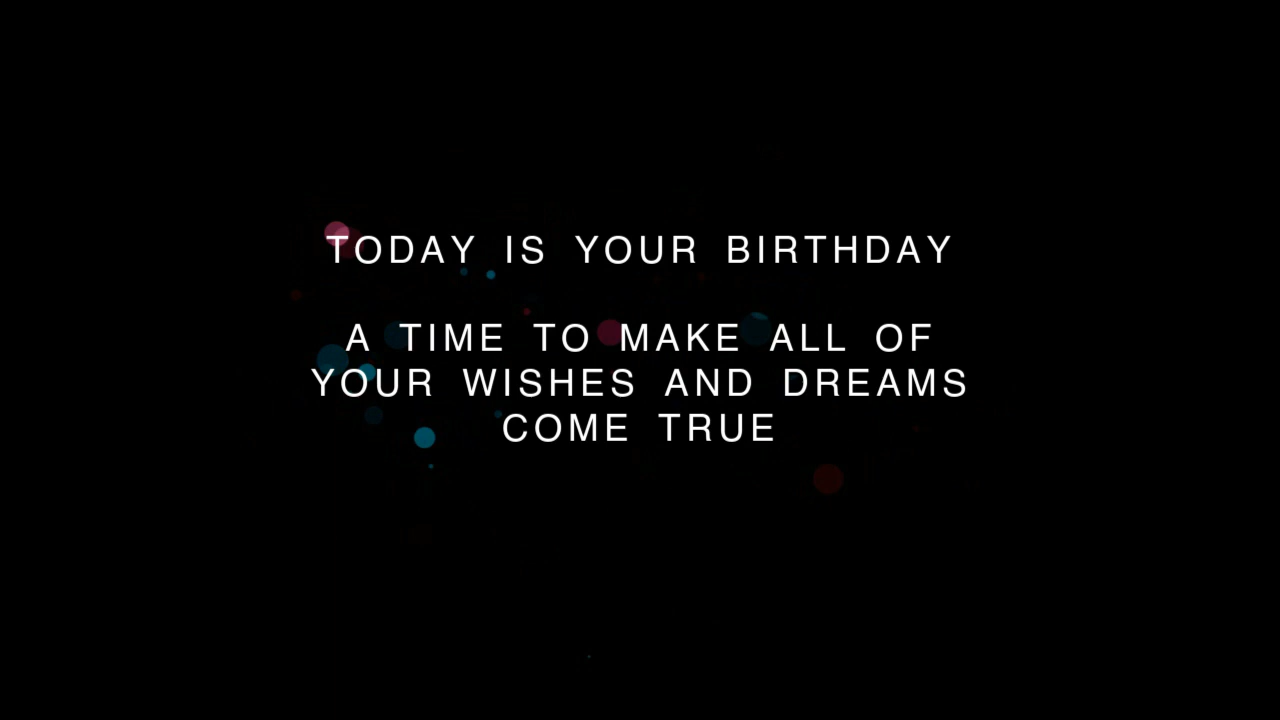 TODAY IS YOUR BIRTHDAY
A TIME TO MAKE ALL OF
YOUR WISHES AND DREAMS
COME TRUE